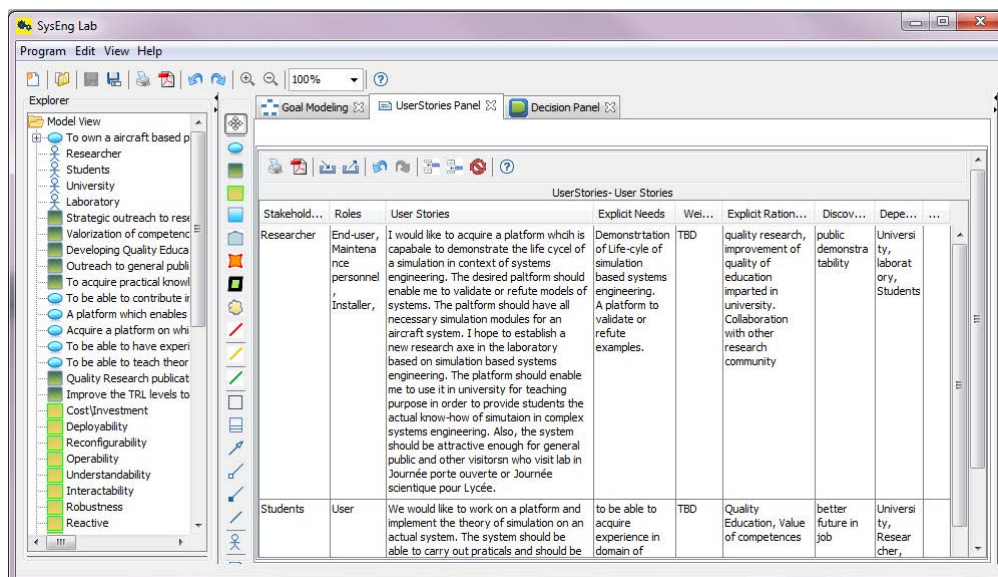 SysEng Lab
Program Edit View Help
100%
Explorer
Goal Modeling
UserStories Panel
Decision Panel
Model View
To own a aircraft based p
Researcher
Students
University
Laboratory
Strategic outreach to rese
Valorization of competenc
Developing Quality Educa
Outreach to general publi
To acquire practical knowl
To be able to contribute ir
A platform which enables
Acquire a platform on whi
To be able to have experi
To be able to teach theor
Quality Research publicat
Improve the TRL levels to
Cost\Investment
Deployability
Reconfigurability
Operability
Understandability
Interactability
Robustness
Reactive
UserStories- User Stories
Stakehold... Roles User Stories Explicit Needs Wei... Explicit Ration... Discov... Depe... ...
Researcher
End-user,
Maintena
nce
personnel
,
Installer,
I would like to acquire a platform whcih is
capabale to demonstrate the life cycel of
a simulation in context of systems
engineering. The desired paltform should
enable me to validate or refute models of
systems. The paltform should have all
necessary simulation modules for an
aircraft system. I hope to establish a
new research axe in the laboratory
based on simulation based systems
engineering. The platform should enable
me to use it in university for teaching
purpose in order to provide students the
actual know-how of simutaion in complex
systems engineering. Also, the system
should be attractive enough for general
public and other visitorsn who visit lab in
Journée porte ouverte or Journée
scientique pour Lycée.
Demonstrtation
of Life-cyle of
simulation
based systems
engineering.
A platform to
validate or
refute
examples.
TBD
quality research,
improvement of
quality of
education
imparted in
university.
Collaboration
with other
research
community
public
demonstra
tability
Universi
ty,
laborat
ory,
Students
Students
User
We would like to work on a platform and
implement the theory of simulation on an
actual system. The system should be
able to carry out praticals and should be
to be able to
acquire
experience in
domain of
TBD
Quality
Education, Value
of competences
better
future in
job
Universi
ty,
Resear
cher,